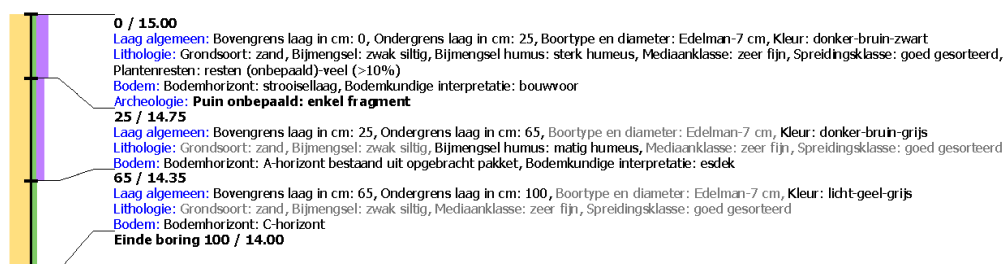 0 / 15.00
Laag algemeen: Bovengrens laag in cm: 0, Ondergrens laag in cm: 25, Boortype en diameter: Edelman-7 cm, Kleur: donker-bruin-zwart
Lithologie: Grondsoort: zand, Bijmengsel: zwak siltig, Bijmengsel humus: sterk humeus, Mediaanklasse: zeer fijn, Spreidingsklasse: goed gesorteerd,
Plantenresten: resten (onbepaald)-veel (>10%)
Bodem: Bodemhorizont: strooisellaag, Bodemkundige interpretatie: bouwvoor
Archeologie: Puin onbepaald: enkel fragment
25 / 14.75
Laag algemeen: Bovengrens laag in cm: 25, Ondergrens laag in cm: 65, Boortype en diameter: Edelman-7 cm, Kleur: donker-bruin-grijs
Lithologie: Grondsoort: zand, Bijmengsel: zwak siltig, Bijmengsel humus: matig humeus, Mediaanklasse: zeer fijn, Spreidingsklasse: goed gesorteerd
Bodem: Bodemhorizont: A-horizont bestaand uit opgebracht pakket, Bodemkundige interpretatie: esdek
65 / 14.35
Laag algemeen: Bovengrens laag in cm: 65, Ondergrens laag in cm: 100, Boortype en diameter: Edelman-7 cm, Kleur: licht-geel-grijs
Lithologie: Grondsoort: zand, Bijmengsel: zwak siltig, Mediaanklasse: zeer fijn, Spreidingsklasse: goed gesorteerd
Bodem: Bodemhorizont: C-horizont
Einde boring 100 / 14.00